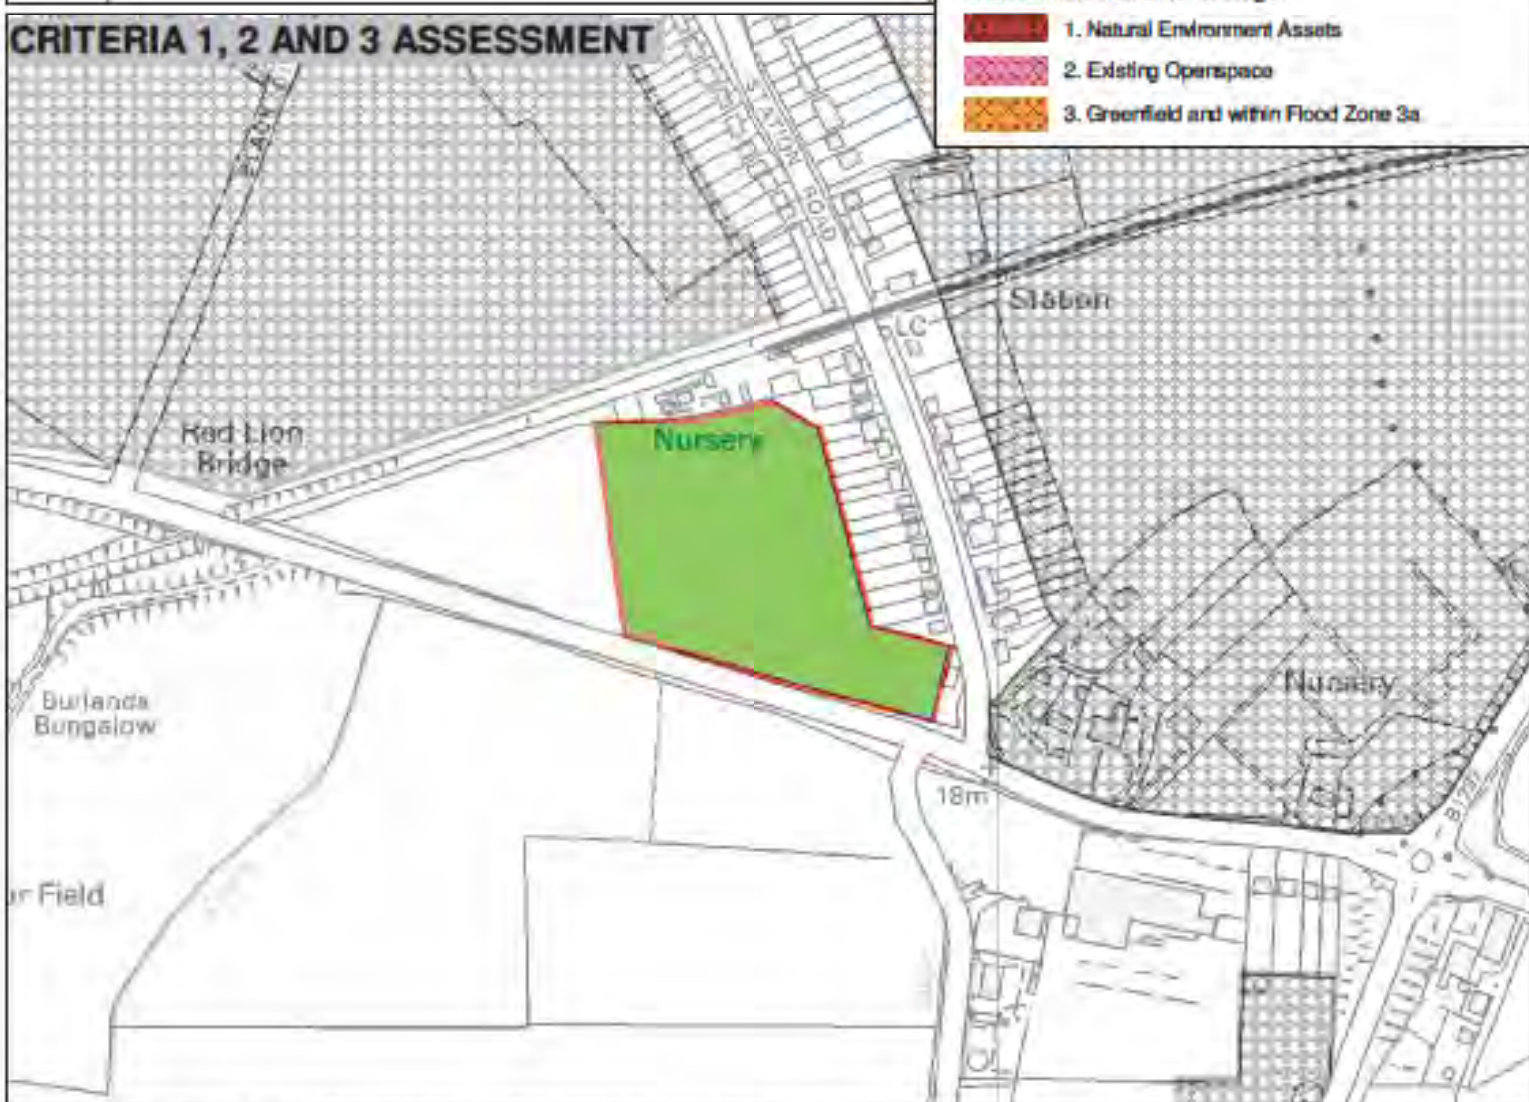 CRITERIA 1, 2 AND 3 ASSESSMENT
1. Natural Environment Assets
2. Existing Openspace
3. Greenfield and within Flood Zone 3a
STATION ROAD
Station
LC
Red Lion
Bridge
Nursery
Burlands
Bungalow
Nursery
18m
Field